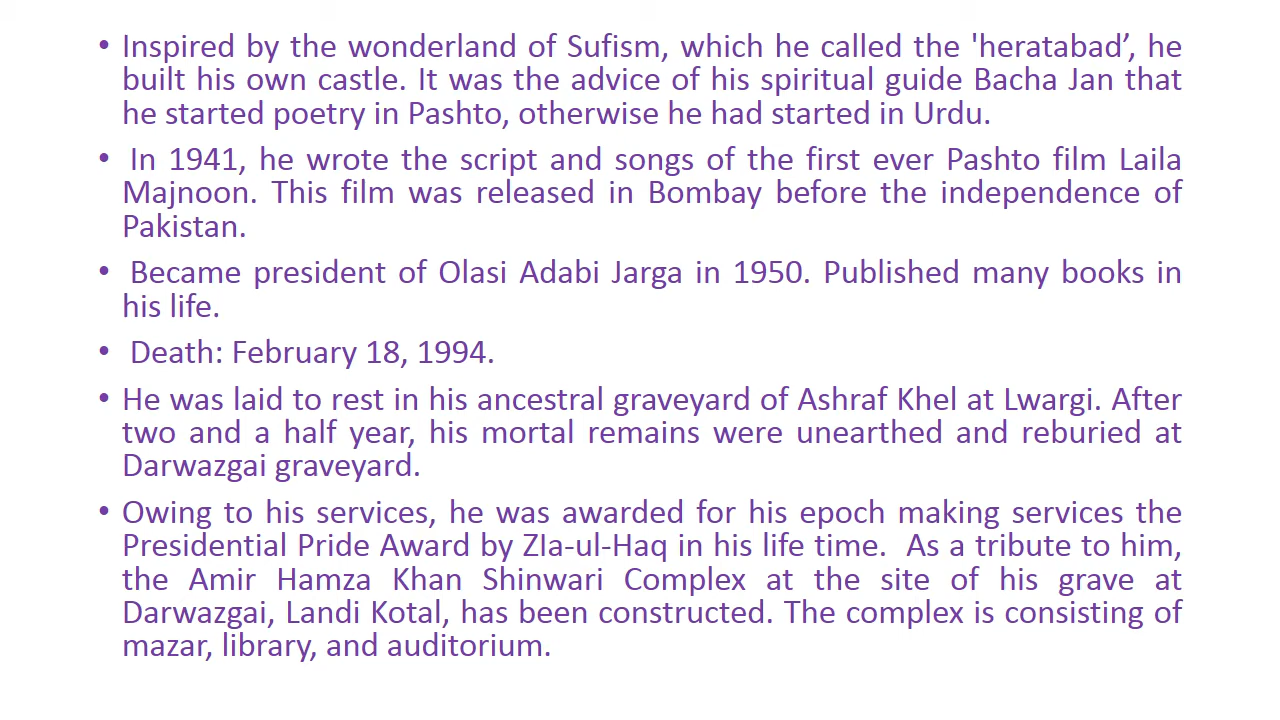 • Inspired by the wonderland of Sufism, which he called the 'heratabad’, he
built his own castle. It was the advice of his spiritual guide Bacha Jan that
he started poetry in Pashto, otherwise he had started in Urdu.
• In 1941, he wrote the script and songs of the first ever Pashto film Laila
Majnoon. This film was released in Bombay before the independence of
Pakistan.
• Became president of Olasi Adabi Jarga in 1950. Published many books in
his life.
• Death: February 18, 1994.
• He was laid to rest in his ancestral graveyard of Ashraf Khel at Lwargi. After
two and a half year, his mortal remains were unearthed and reburied at
Darwazgai graveyard.
• Owing to his services, he was awarded for his epoch making services the
Presidential Pride Award by ZIa-ul-Haq in his life time.  As a tribute to him,
the Amir Hamza Khan Shinwari Complex at the site of his grave at
Darwazgai, Landi Kotal, has been constructed. The complex is consisting of
mazar, library, and auditorium.